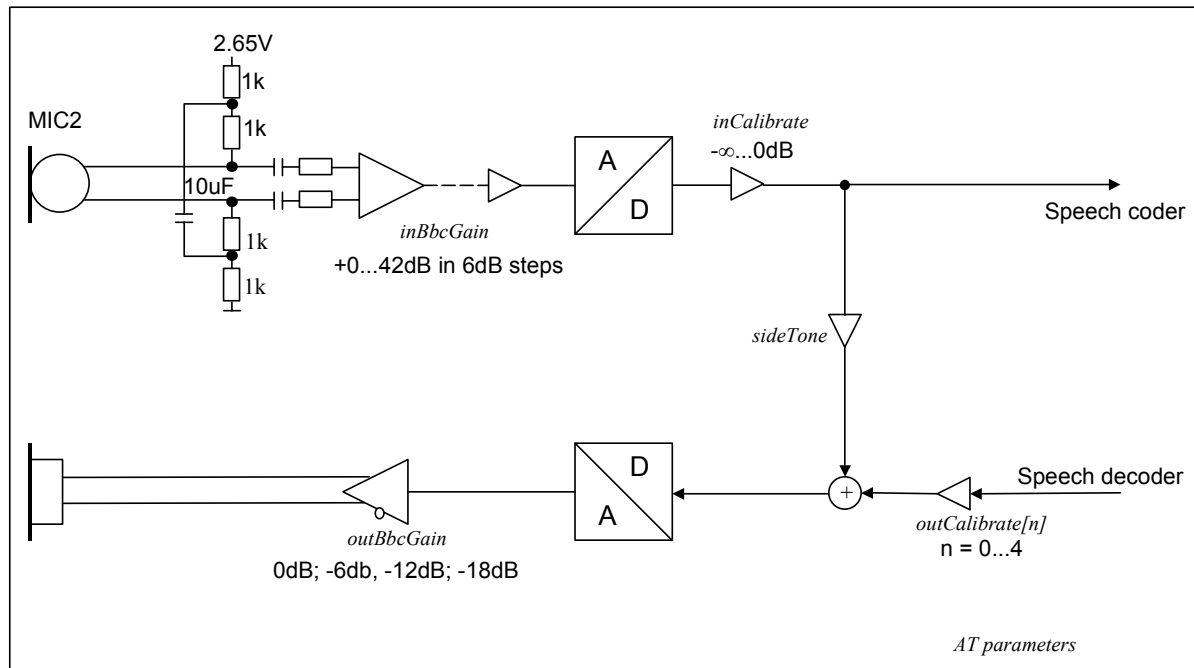 2.65V
1k
MIC2
1k
inCalibrate
-∞...0dB
A
D
10uF
Speech coder
1k
inBbcGain
+0...42dB in 6dB steps
1k
sideTone
D
A
Speech decoder
+
outCalibrate[n]
n = 0...4
outBbcGain
0dB; -6db, -12dB; -18dB
AT parameters